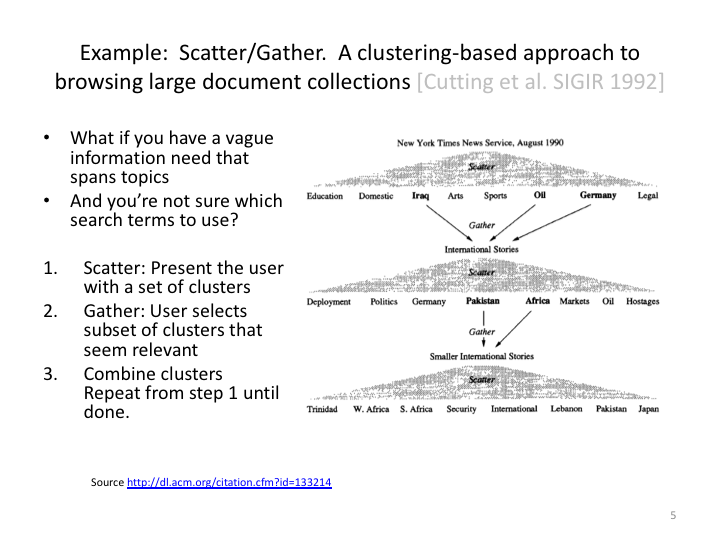 Example: Scatter/Gather. A clustering-based approach to
browsing large document collections [Cutting et al. SIGIR 1992]
• What if you have a vague
information need that
spans topics
• And you're not sure which
search terms to use?
1. Scatter: Present the user
with a set of clusters
2. Gather: User selects
subset of clusters that
seem relevant
3. Combine clusters
Repeat from step 1 until
done.
New York Times News Service, August 1990
Scatter
Education Domestic Iraq Arts Sports Oil Germany Legal
Gather
International Stories
Scatter
Deployment Politics Germany Pakistan Africa Markets Oil Hostages
Gather
Smaller International Stories
Scatter
Trinidad W. Africa S. Africa Security International Lebanon Pakistan Japan
Source http://dl.acm.org/citation.cfm?id=133214
5